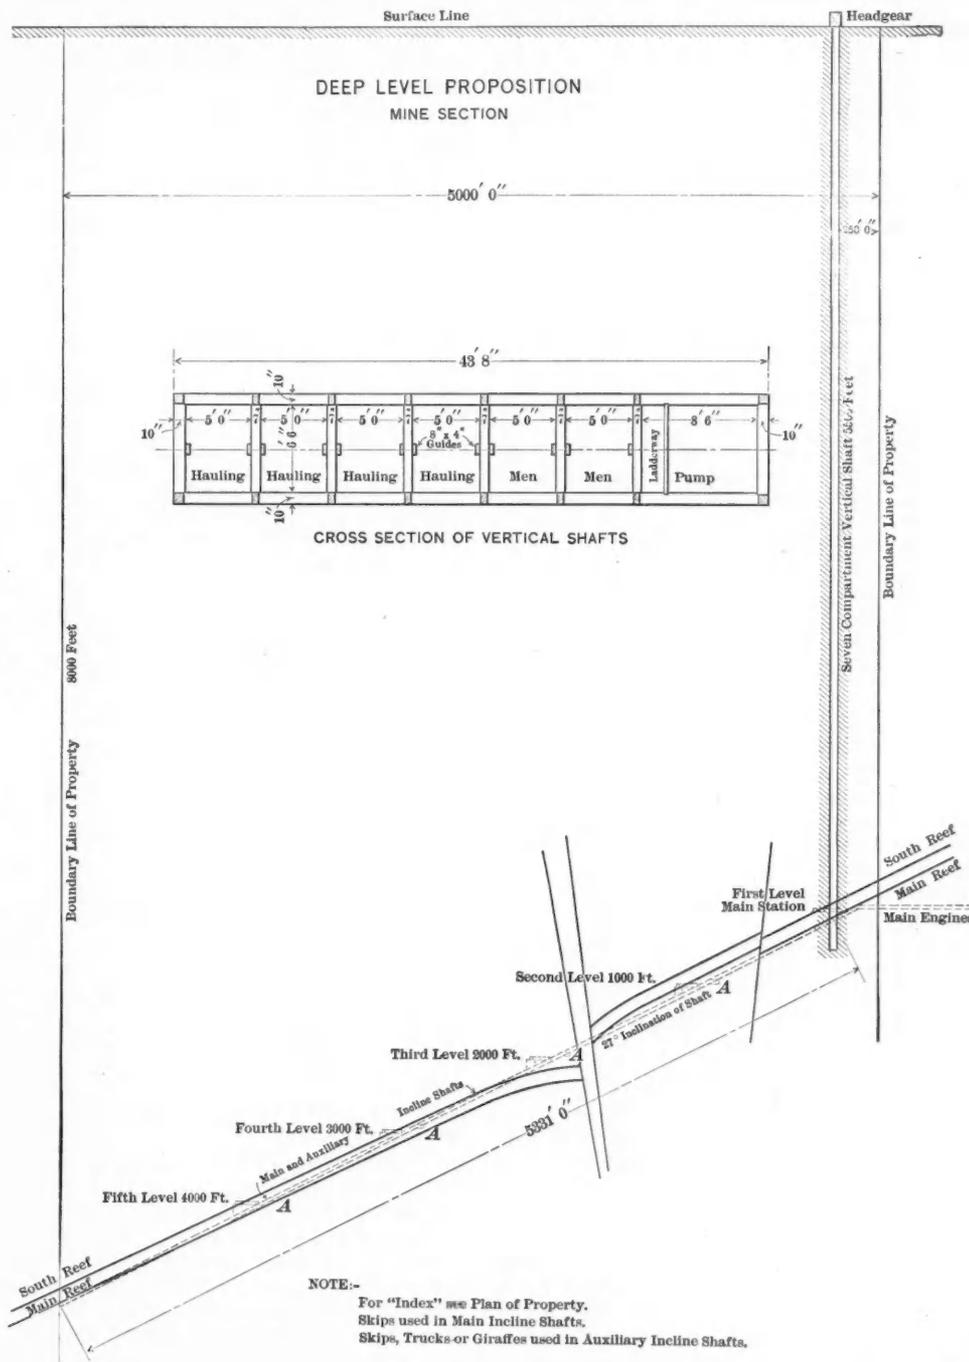 Surface Line
Headgear
DEEP LEVEL PROPOSITION
MINE SECTION
5000′ 0″
43′ 8″
10″
5′ 0″
5′ 0″
5′ 0″
5′ 0″
5′ 0″
5′ 0″
8′ 6″
10″
6′ 6″
10″
8″ x 4″
Guides
Hauling
Hauling
Hauling
Hauling
Men
Men
Ladderway
Pump
10″
CROSS SECTION OF VERTICAL SHAFTS
Seven Compartment Vertical Shaft Feet
Boundary Line of Property
Boundary Line of Property 8000 Feet
South Reef
Main Reef
First Level
Main Station
Main Engine
Second Level 1000 Ft.
A
27° Inclination of Shaft
Third Level 2000 Ft.
A
Incline Shafts
5331′ 0″
Fourth Level 3000 Ft.
A
Main and Auxiliary
Fifth Level 4000 Ft.
A
South Reef
Main Reef
NOTE:-
For "Index" see Plan of Property.
Skips used in Main Incline Shafts.
Skips, Trucks or Giraffes used in Auxiliary Incline Shafts.